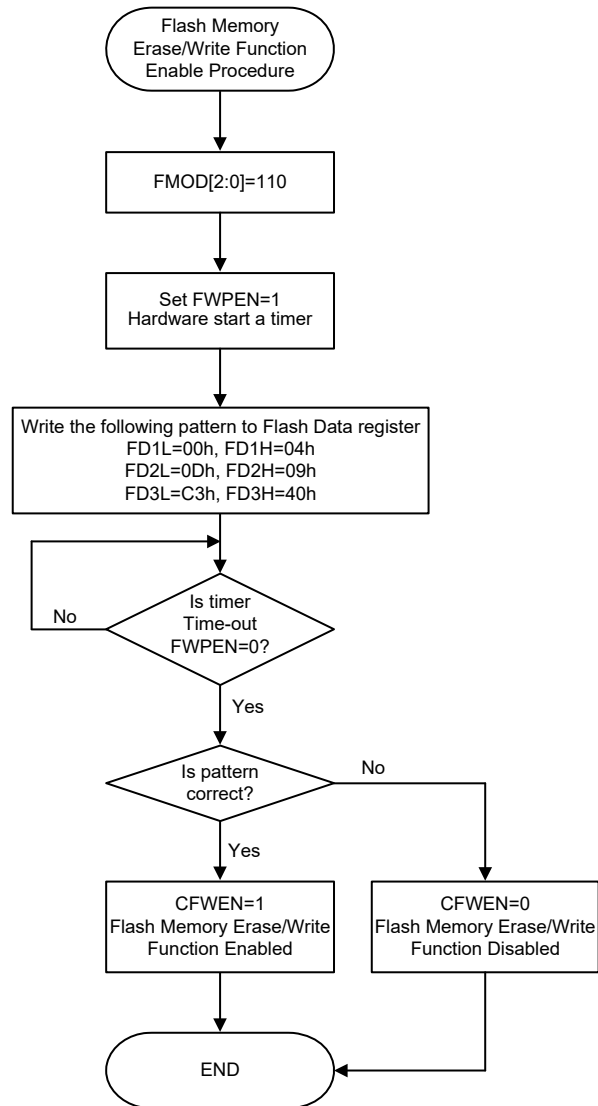 Flash Memory
Erase/Write Function
Enable Procedure
FMOD[2:0]=110
Set FWPEN=1
Hardware start a timer
Write the following pattern to Flash Data register
FD1L=00h, FD1H=04h
FD2L=0Dh, FD2H=09h
FD3L=C3h, FD3H=40h
Is timer
Time-out
FWPEN=0?
No
Yes
Is pattern
correct?
No
Yes
CFWEN=1
Flash Memory Erase/Write
Function Enabled
CFWEN=0
Flash Memory Erase/Write
Function Disabled
END